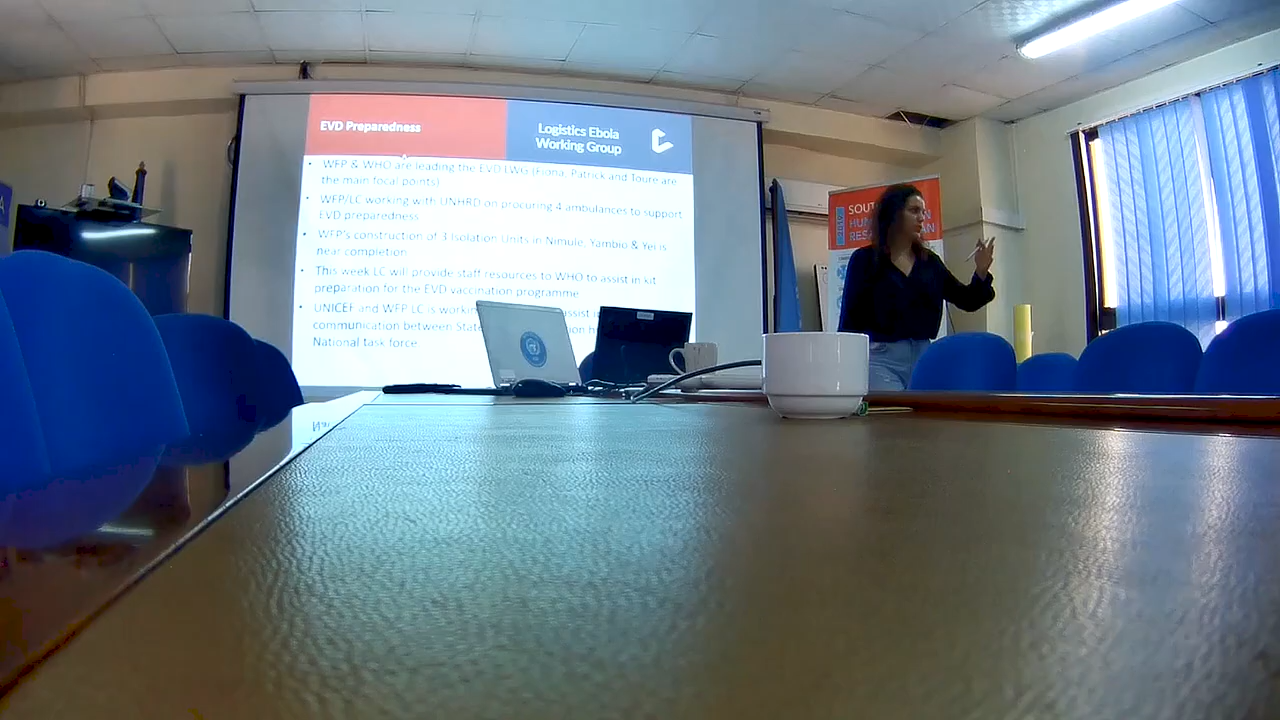 EVD Preparedness
Logistics Ebola
Working Group
• WFP & WHO are leading the EVD LWG (Fiona, Patrick and Toure are
the main focal points)
• WFP/LC working with UNHRD on procuring 4 ambulances to support
EVD preparedness
• WFP's construction of 3 Isolation Units in Nimule, Yambio & Yei is
near completion
• This week LC will provide staff resources to WHO to assist in kit
preparation for the EVD vaccination programme
• UNICEF and WFP LC is
communication between
National task force
SOUT
HU AN
RES AN
A